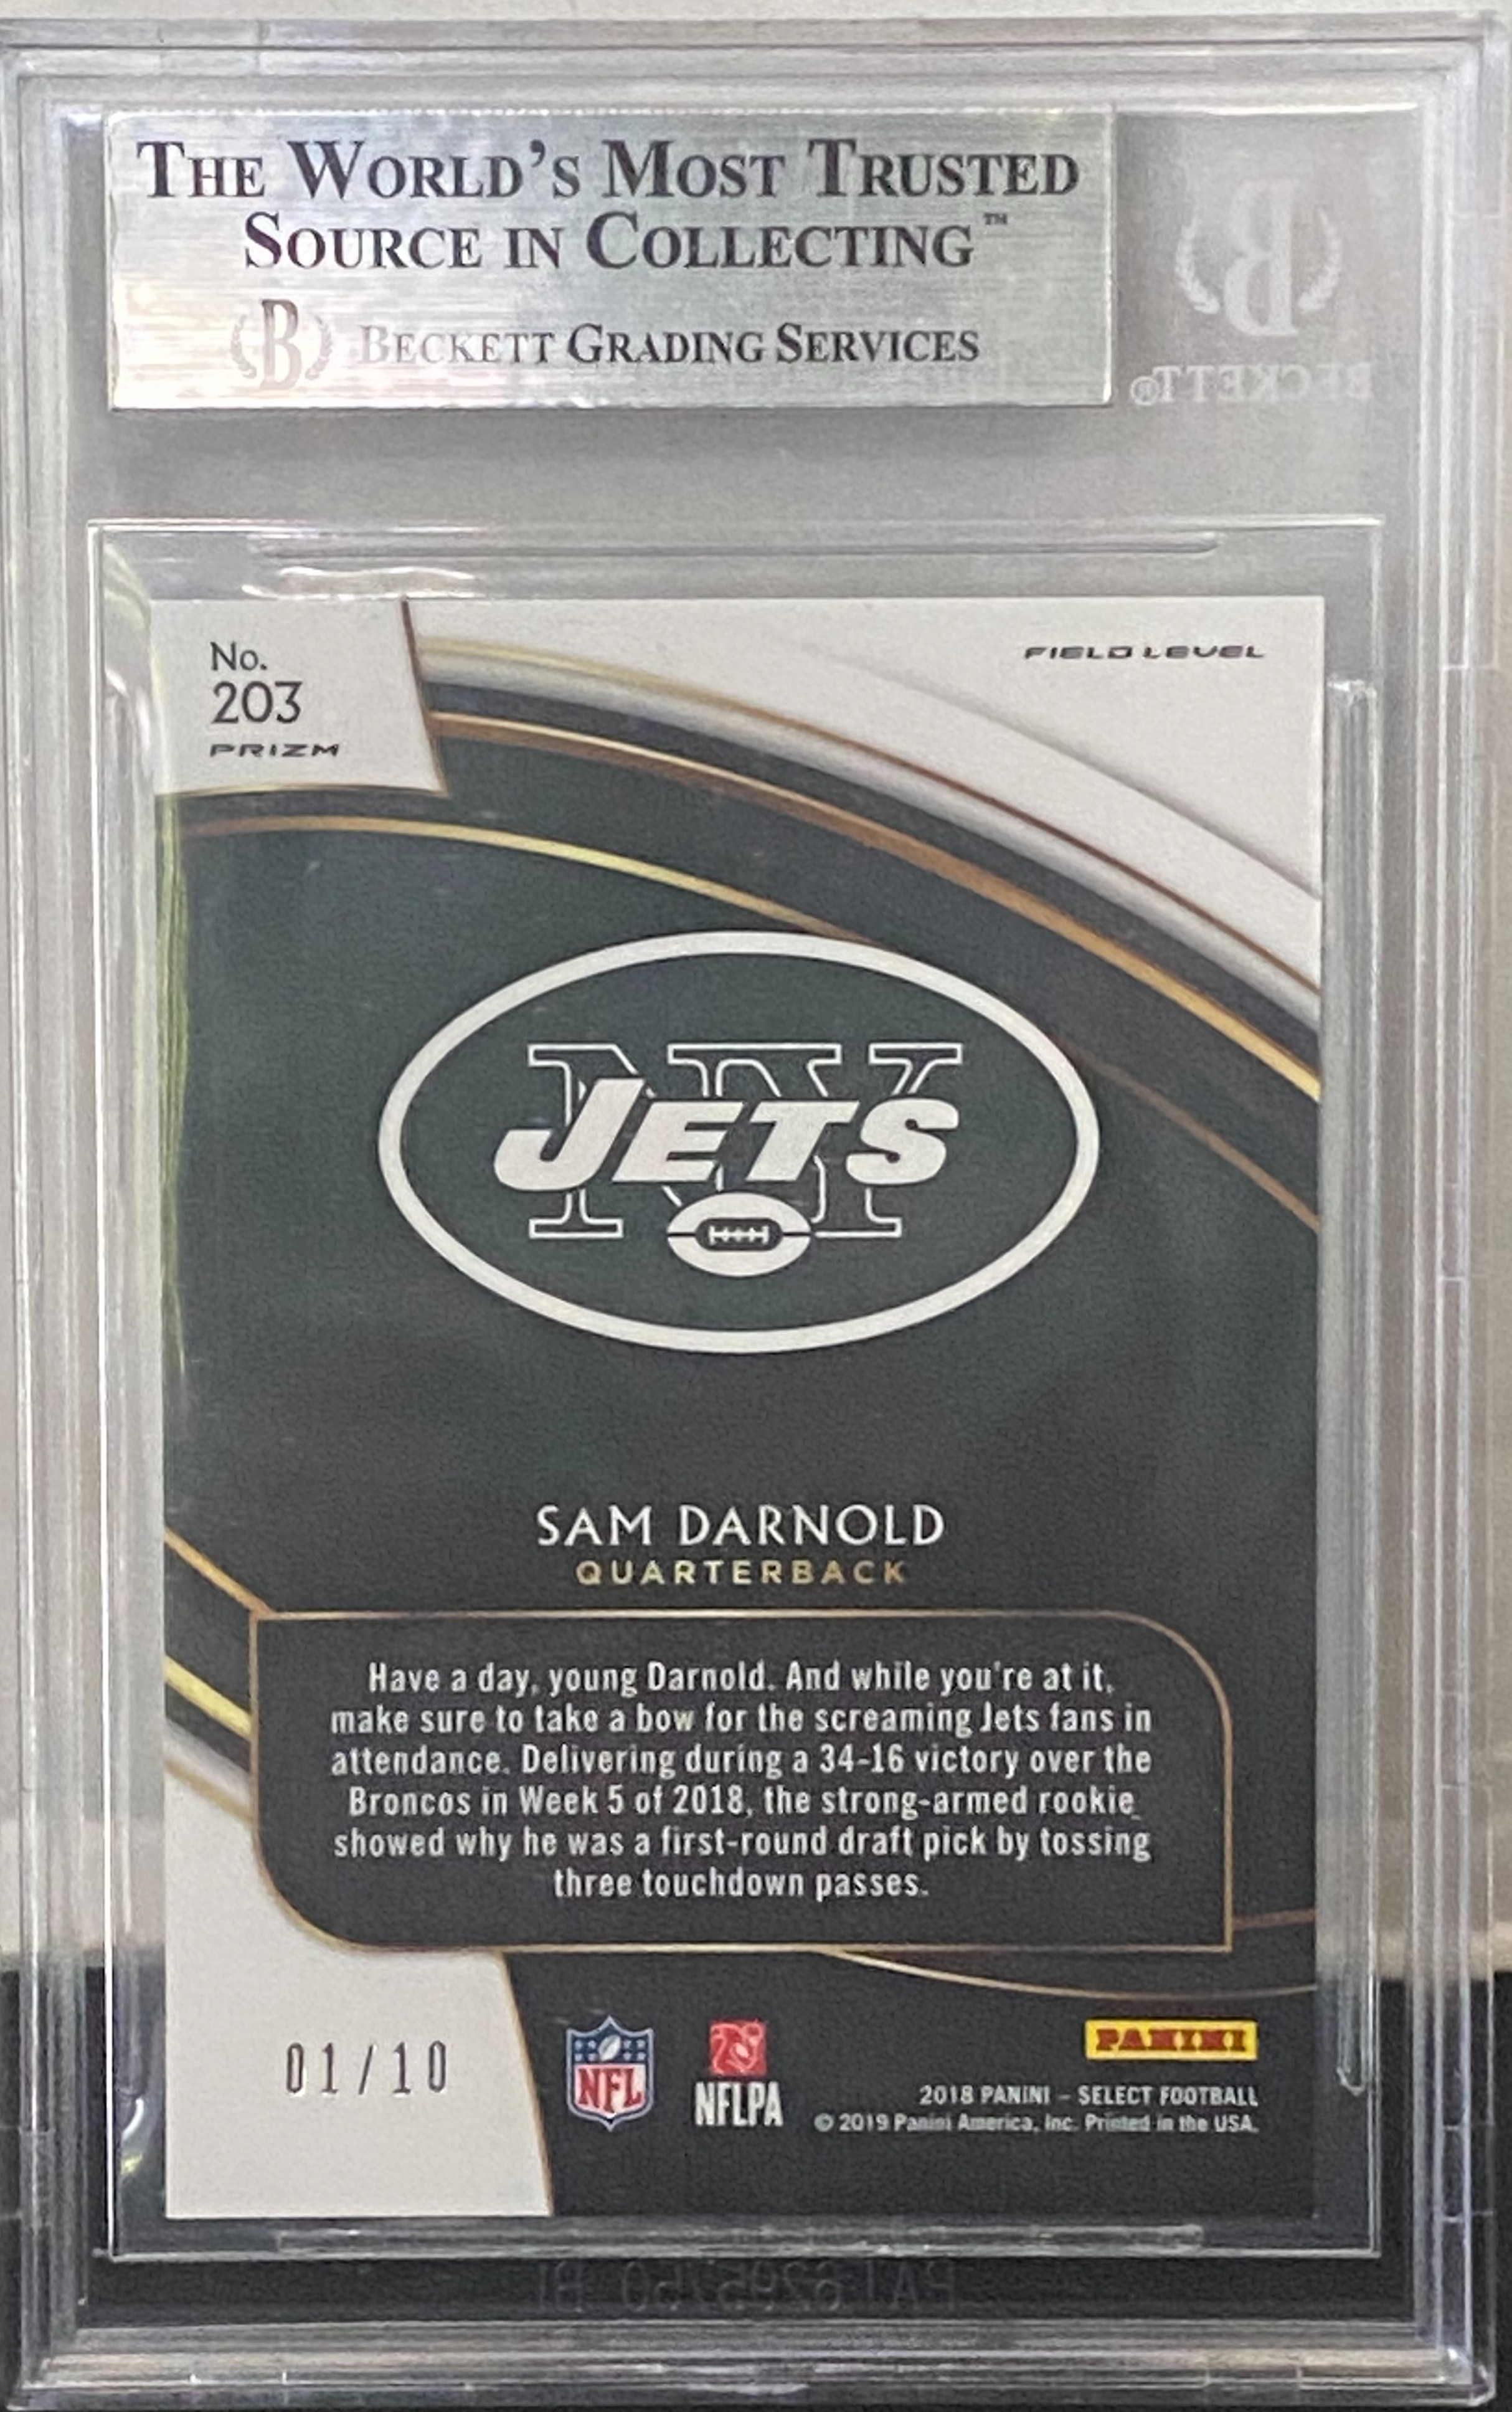 THE WORLD'S MOST TRUSTED
SOURCE IN COLLECTING™
B BECKETT GRADING SERVICES
B
BECKETT®
No.
203
PRIZM
FIELD LEVEL
NY
JETS
SAM DARNOLD
QUARTERBACK
Have a day, young Darnold. And while you're at it,
make sure to take a bow for the screaming Jets fans in
attendance. Delivering during a 34-16 victory over the
Broncos in Week 5 of 2018, the strong-armed rookie
showed why he was a first-round draft pick by tossing
three touchdown passes.
01/10
NFL
NFLPA
PANINI
2018 PANINI – SELECT FOOTBALL
© 2019 Panini America, Inc. Printed in the USA.